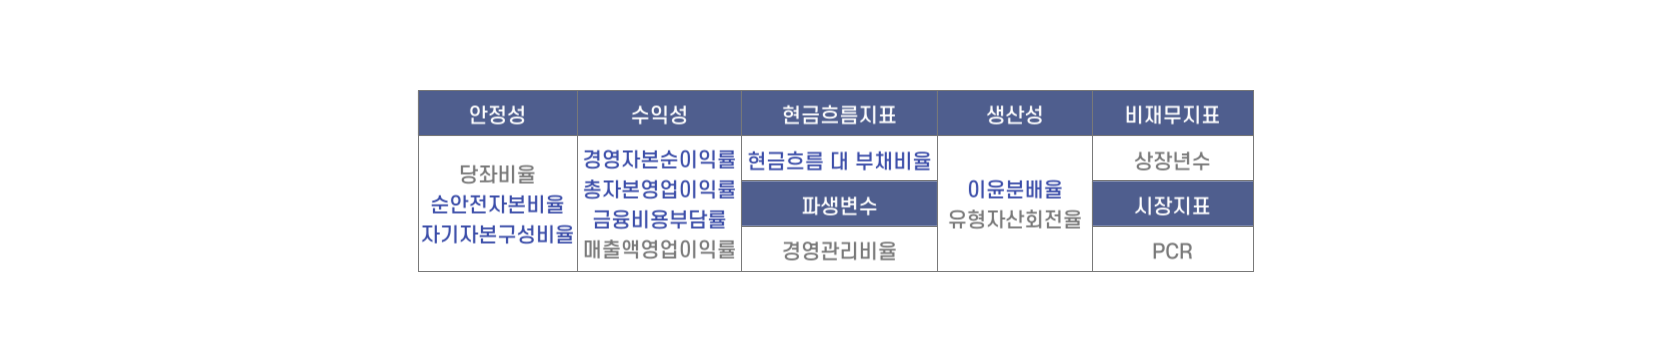 안정성
수익성
현금흐름지표
생산성
비재무지표
당좌비율
순안전자본비율
자기자본구성비율
경영자본순이익률
총자본영업이익률
금융비용부담률
매출액영업이익률
현금흐름 대 부채비율
파생변수
경영관리비율
이윤분배율
유형자산회전율
상장년수
시장지표
PCR